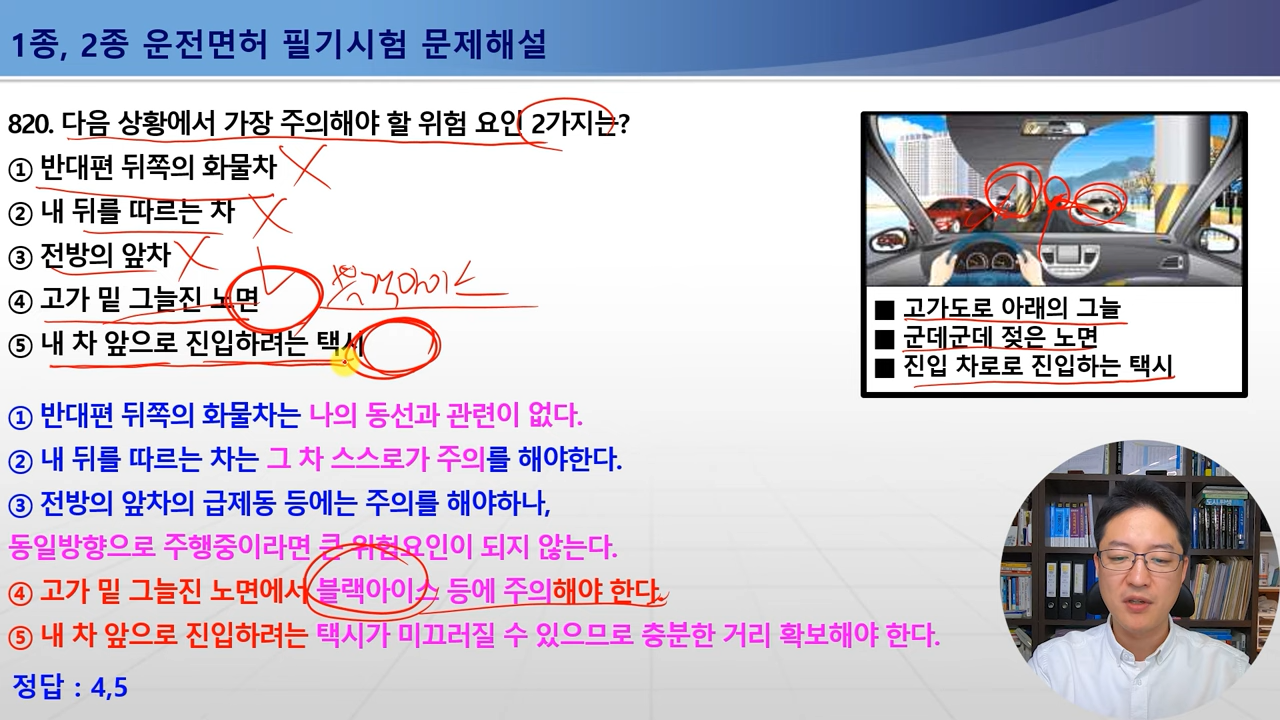 1종, 2종 운전면허 필기시험 문제해설
820. 다음 상황에서 가장 주의해야 할 위험 요인 2가지는?
① 반대편 뒤쪽의 화물차
② 내 뒤를 따르는 차
③ 전방의 앞차
④ 고가 밑 그늘진 노면
블랙아이스
⑤ 내 차 앞으로 진입하려는 택시
■ 고가도로 아래의 그늘
■ 군데군데 젖은 노면
■ 진입 차로로 진입하는 택시
① 반대편 뒤쪽의 화물차는 나의 동선과 관련이 없다.
② 내 뒤를 따르는 차는 그 차 스스로가 주의를 해야한다.
③ 전방의 앞차의 급제동 등에는 주의를 해야하나,
동일방향으로 주행중이라면 큰 위험요인이 되지 않는다.
④ 고가 밑 그늘진 노면에서 블랙아이스 등에 주의해야 한다.
⑤ 내 차 앞으로 진입하려는 택시가 미끄러질 수 있으므로 충분한 거리 확보해야 한다.
정답 : 4,5